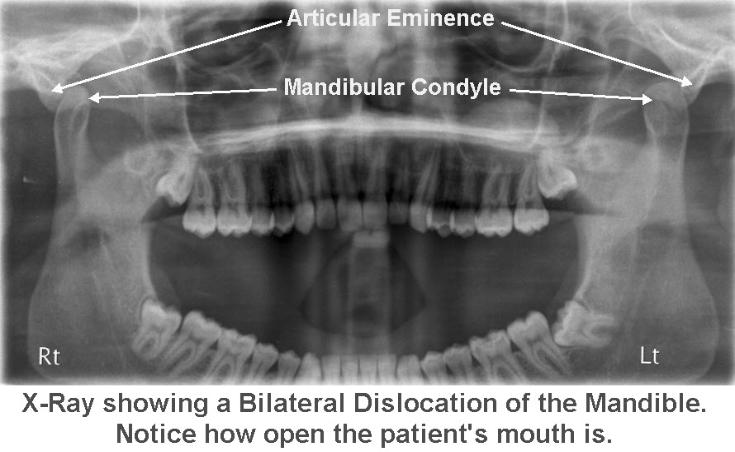 Articular Eminence
Mandibular Condyle
Rt
Lt
X-Ray showing a Bilateral Dislocation of the Mandible.
Notice how open the patient's mouth is.